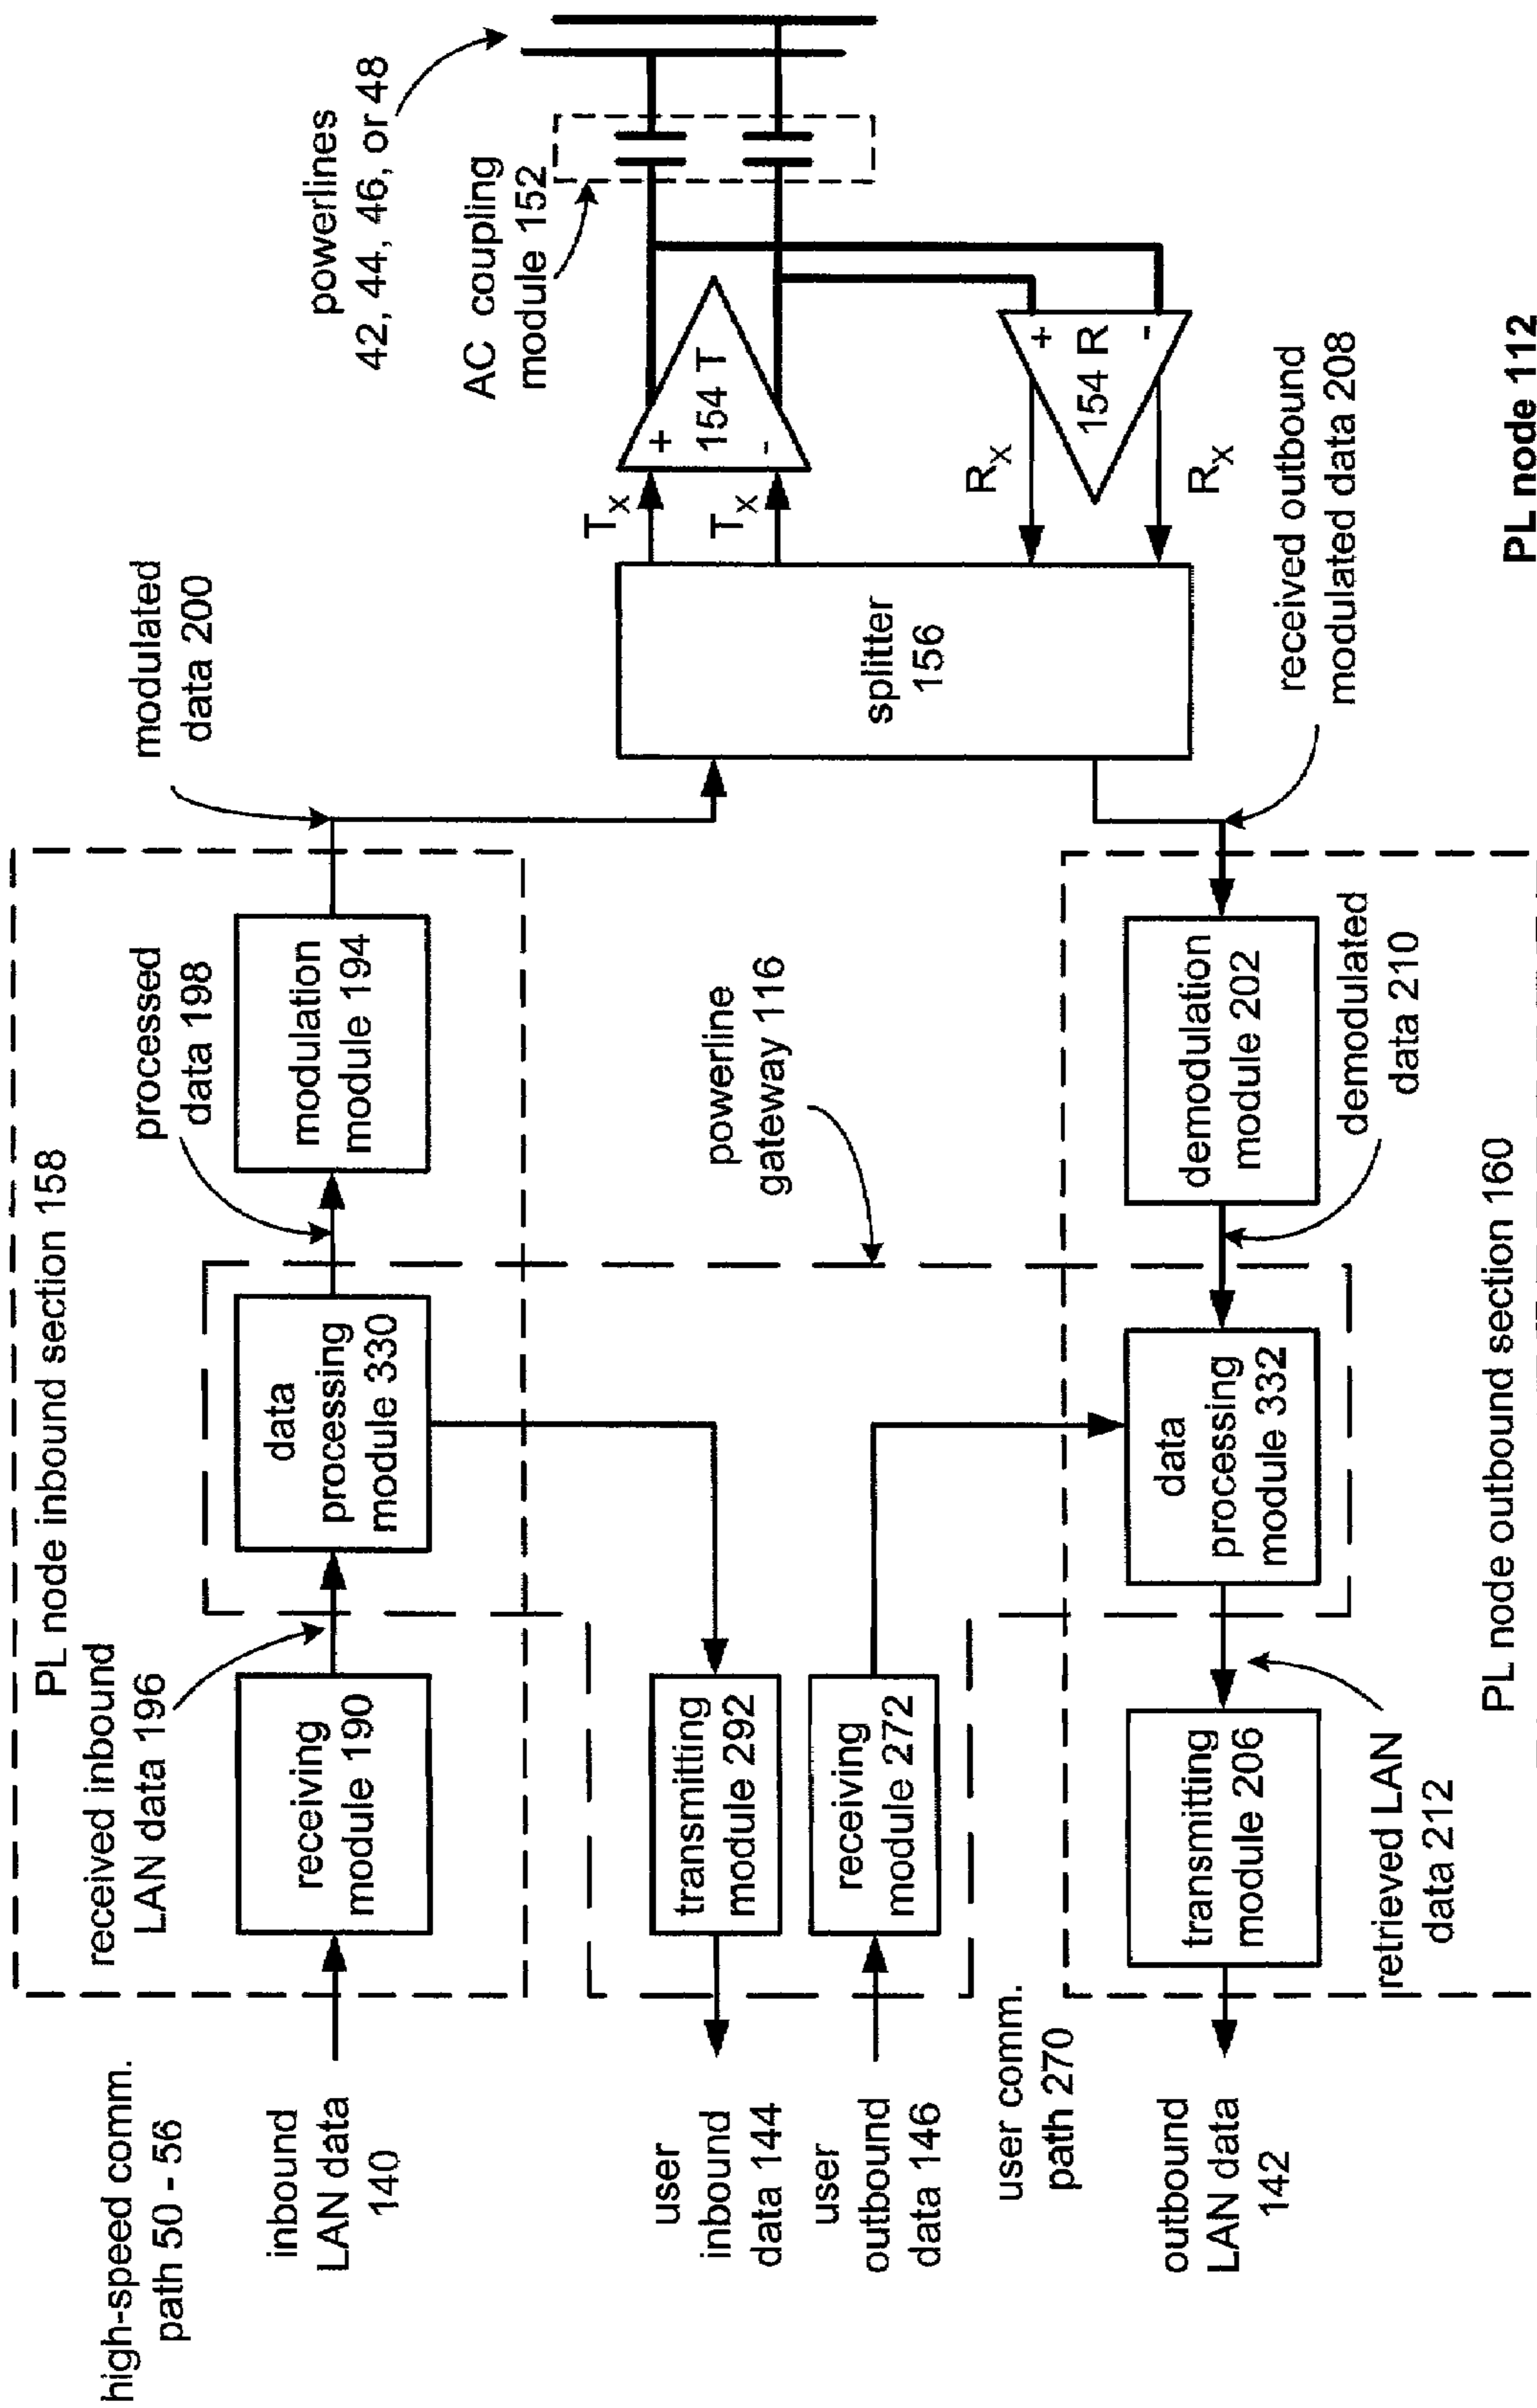 high-speed comm.
path 50 - 56
PL node inbound section 158
received inbound
LAN data 196
processed
data 198
modulated
data 200
inbound
LAN data
140
receiving
module 190
data
processing
module 330
modulation
module 194
powerlines
42, 44, 46, or 48
AC coupling
module 152
user
inbound
data 144
transmitting
module 292
user
outbound
data 146
receiving
module 272
powerline
gateway 116
splitter
156
Tx
Tx
+
154 T
-
Rx
Rx
+
154 R
-
user comm.
path 270
outbound
LAN data
142
transmitting
module 206
data
processing
module 332
demodulation
module 202
received outbound
modulated data 208
retrieved LAN
data 212
demodulated
data 210
PL node outbound section 160
PL node 112